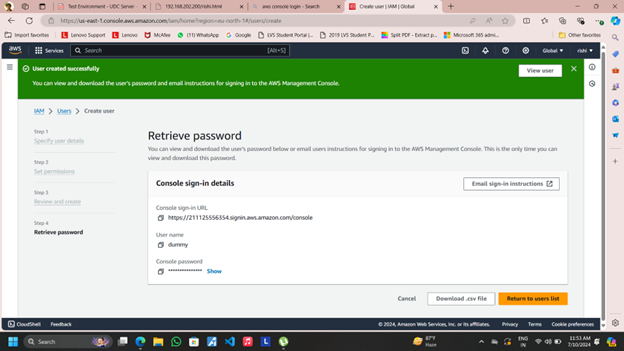 Test Environment - UDC Server
192.168.202.200/rishi.html
aws console login - Search
Create user | IAM | Global
https://us-east-1.console.aws.amazon.com/iam/home?region=eu-north-1#/users/create
Import favorites
Lenovo Support
Lenovo
McAfee
(31) WhatsApp
Google
LVS Student Portal (...
2019 LVS Student P...
Split PDF - Extract p...
Microsoft 365 admi...
Other favorites
aws
Services
Search
[Alt+S]
Global
rishi
User created successfully
You can view and download the user's password and email instructions for signing in to the AWS Management Console.
View user
IAM > Users > Create user
Step 1
Specify user details
Step 2
Set permissions
Step 3
Review and create
Step 4
Retrieve password
Retrieve password
You can view and download the user's password below or email users instructions for signing in to the AWS Management Console. This is the only time you can
view and download this password.
Console sign-in details
Email sign-in instructions
Console sign-in URL
https://211125556354.signin.aws.amazon.com/console
User name
dummy
Console password
*************** Show
Cancel
Download .csv file
Return to users list
CloudShell
Feedback
© 2024, Amazon Web Services, Inc. or its affiliates.
Privacy
Terms
Cookie preferences
Search
87°F
Haze
ENG
IN
11:53 AM
7/10/2024